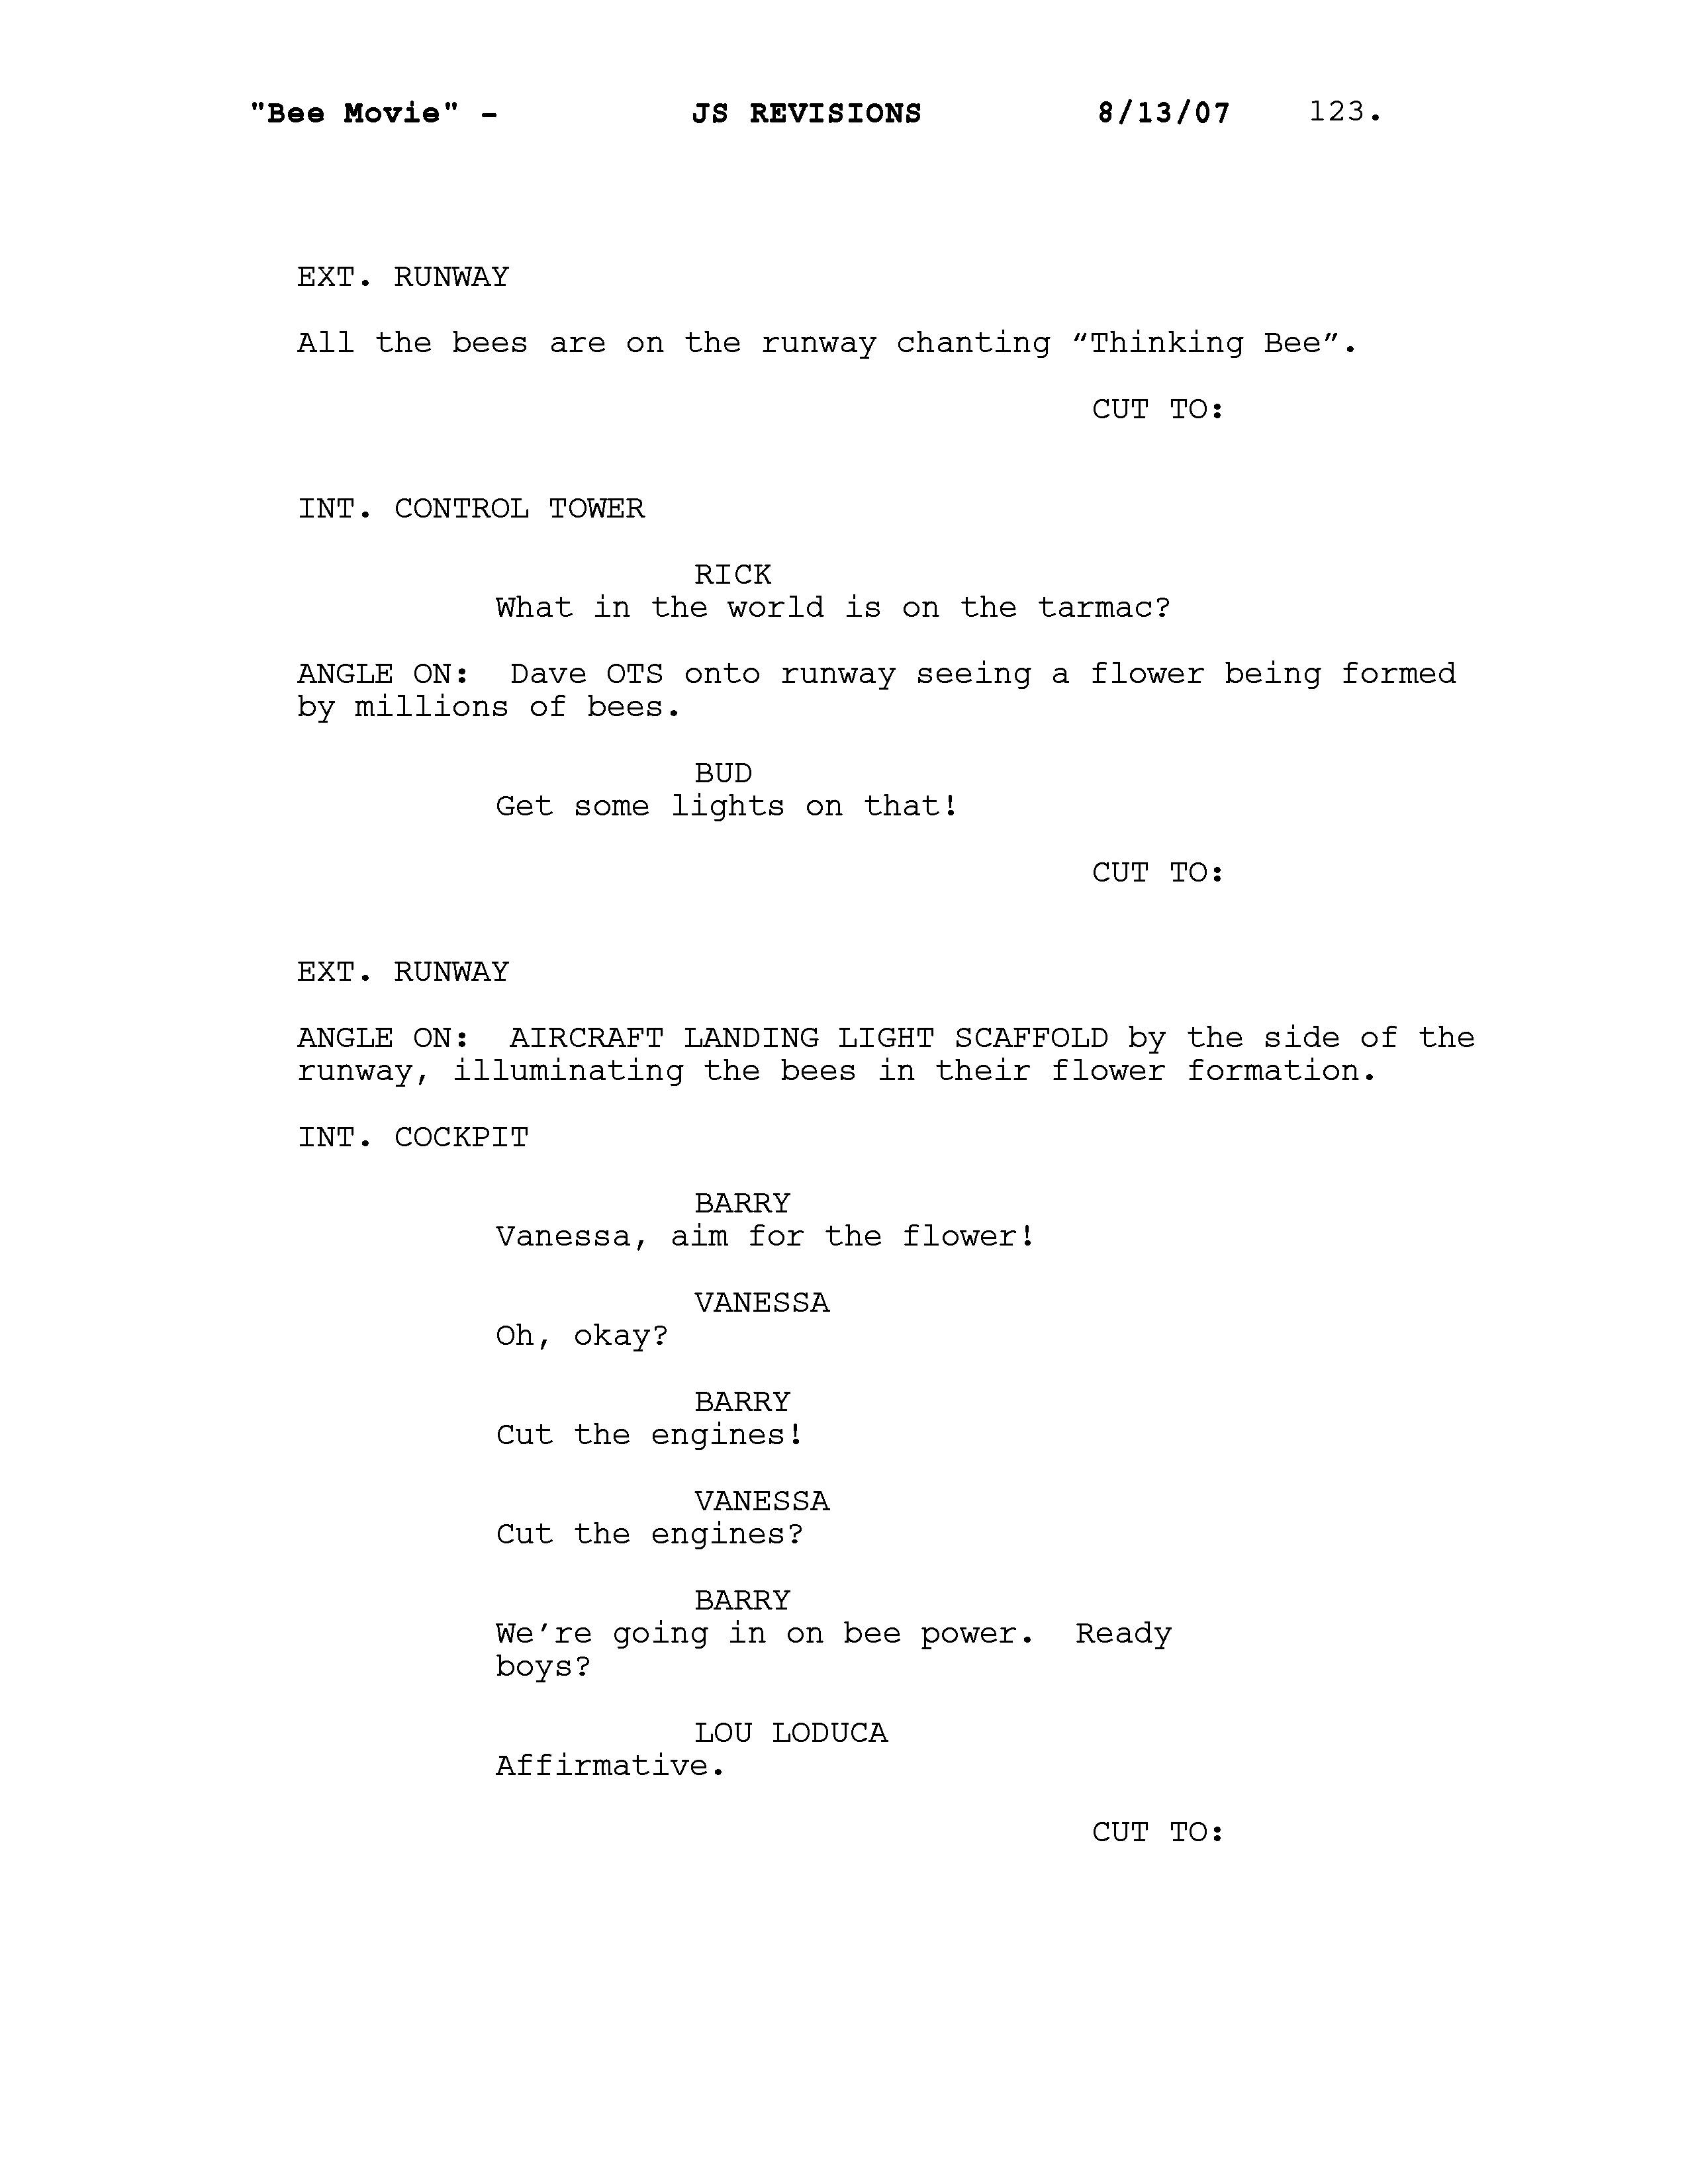 "Bee Movie" - JS REVISIONS 8/13/07 123.
EXT. RUNWAY
All the bees are on the runway chanting “Thinking Bee”.
CUT TO:
INT. CONTROL TOWER
RICK
What in the world is on the tarmac?
ANGLE ON:  Dave OTS onto runway seeing a flower being formed
by millions of bees.
BUD
Get some lights on that!
CUT TO:
EXT. RUNWAY
ANGLE ON:  AIRCRAFT LANDING LIGHT SCAFFOLD by the side of the
runway, illuminating the bees in their flower formation.
INT. COCKPIT
BARRY
Vanessa, aim for the flower!
VANESSA
Oh, okay?
BARRY
Cut the engines!
VANESSA
Cut the engines?
BARRY
We’re going in on bee power.  Ready
boys?
LOU LODUCA
Affirmative.
CUT TO: